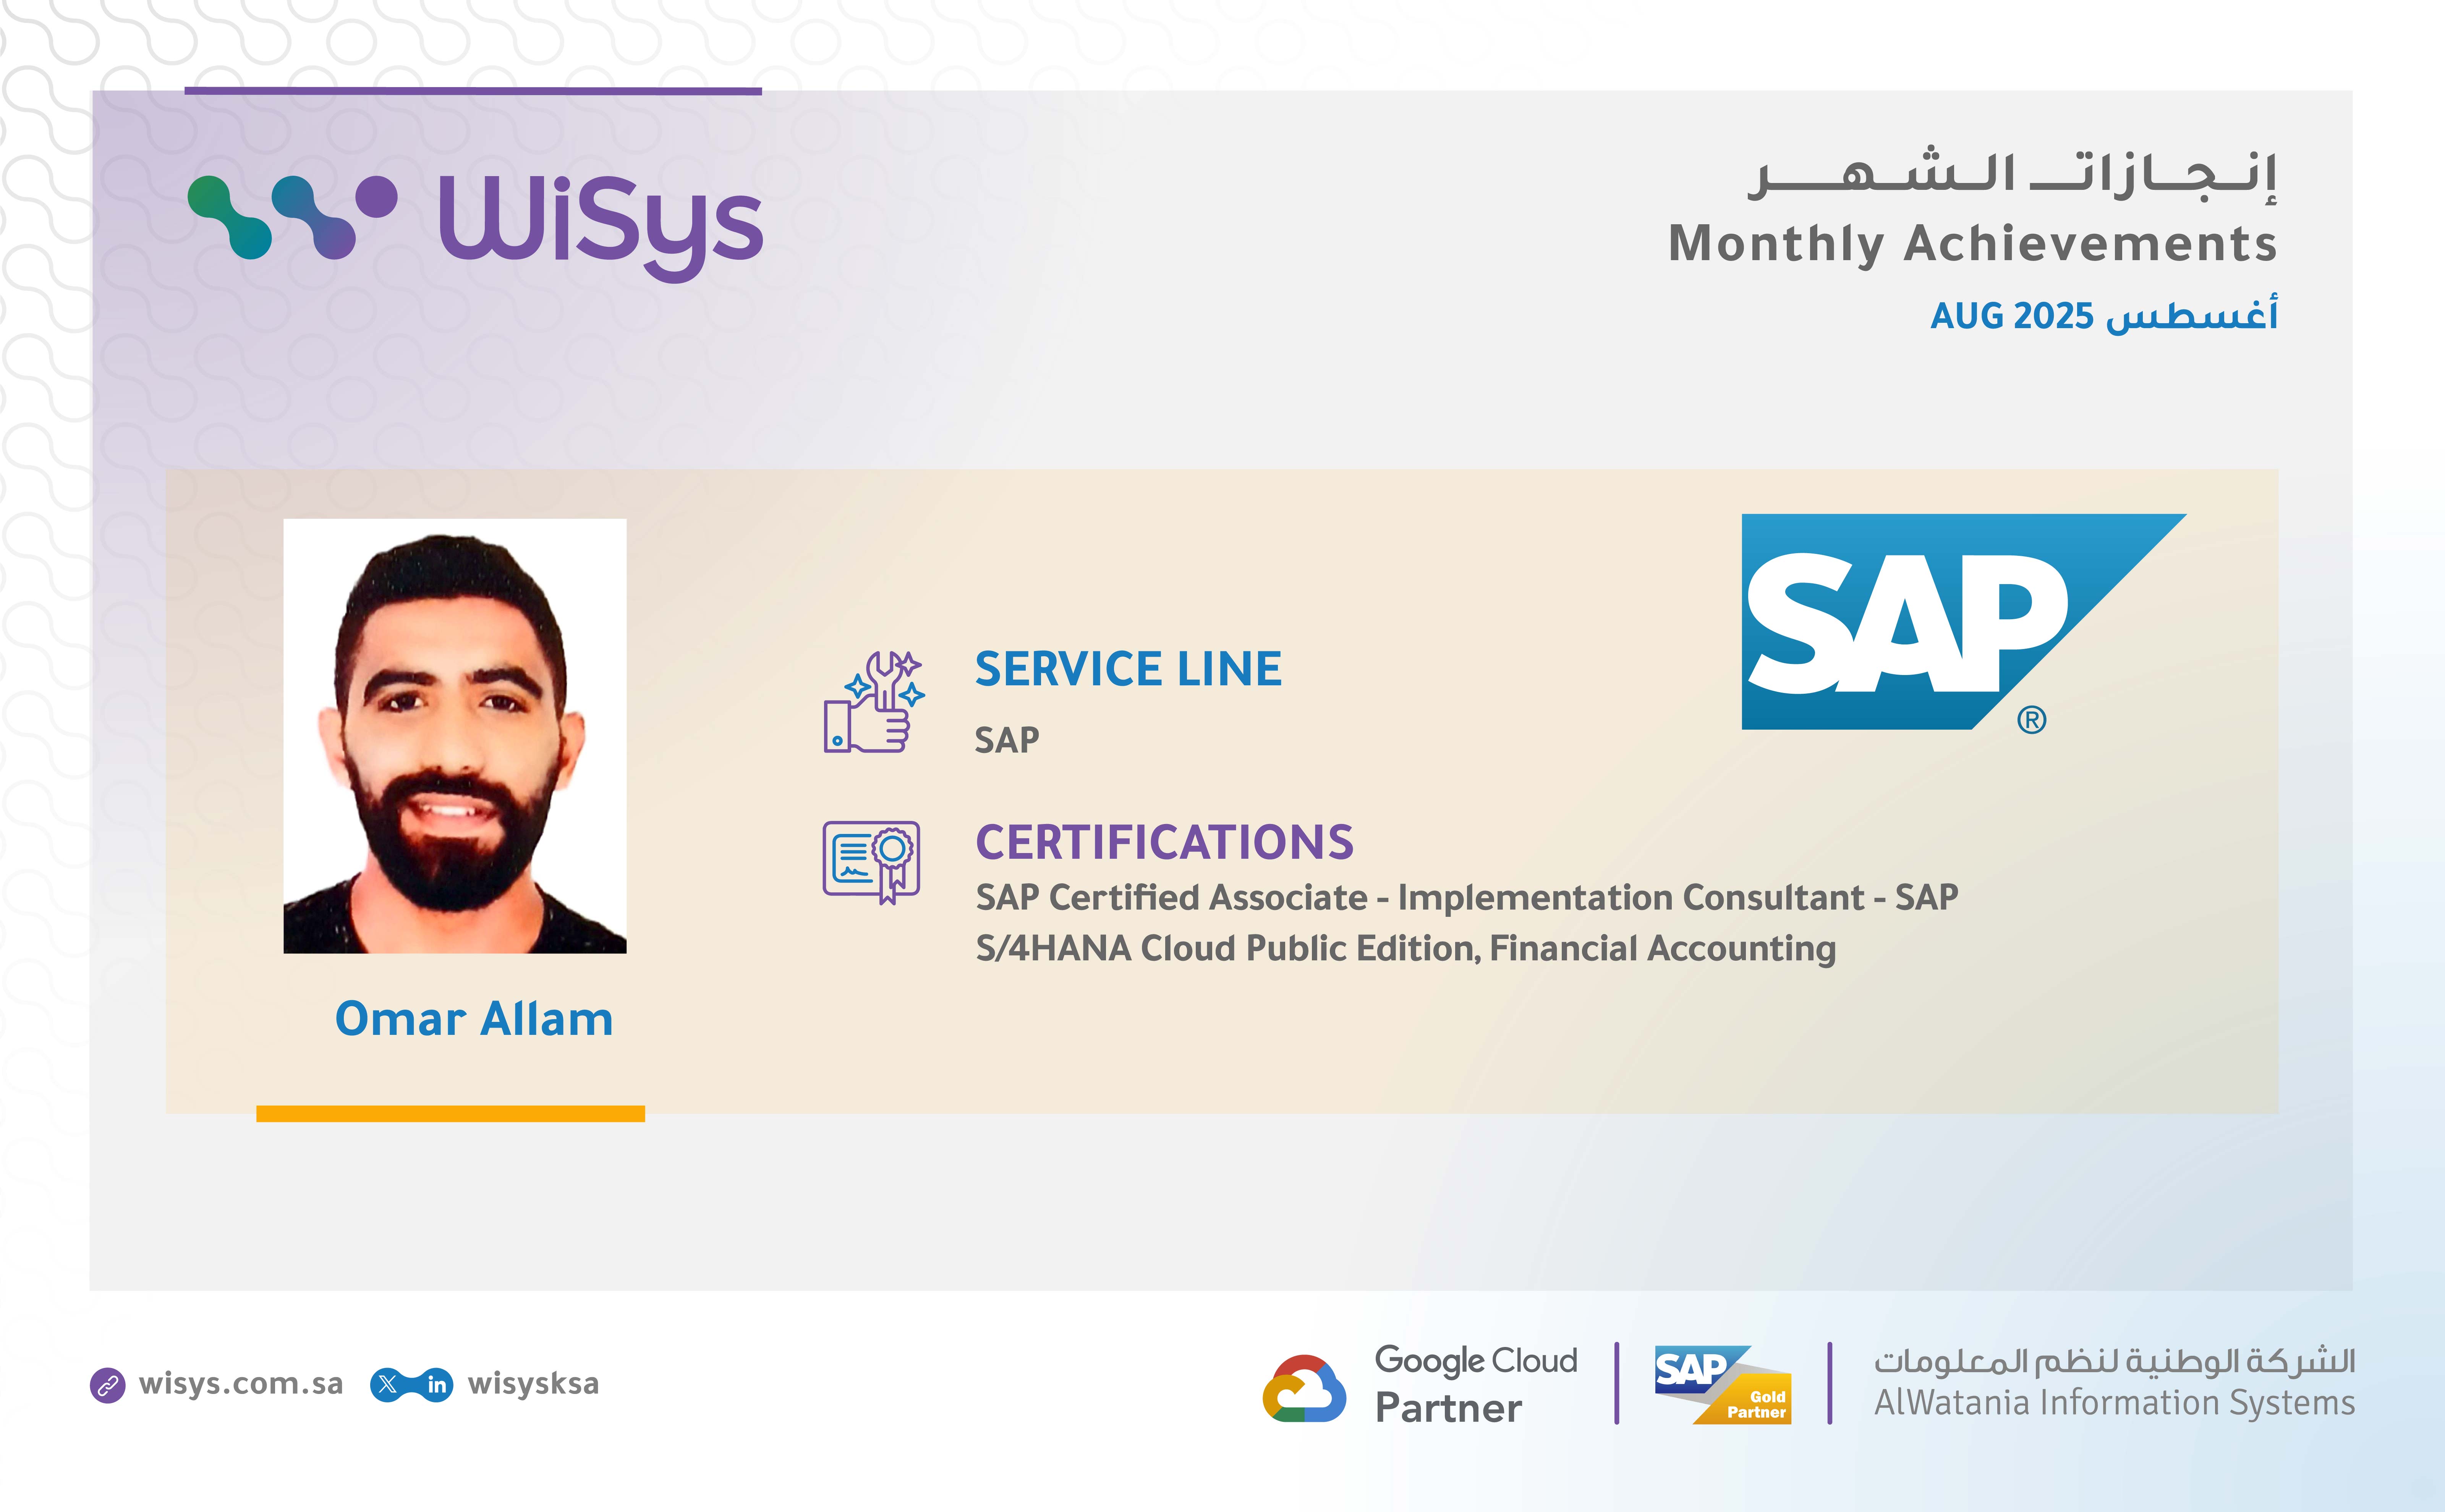 WiSys
إنجازات الشهر
Monthly Achievements
أغسطس AUG 2025
SAP
®
SERVICE LINE
SAP
CERTIFICATIONS
SAP Certified Associate - Implementation Consultant - SAP
S/4HANA Cloud Public Edition, Financial Accounting
Omar Allam
wisys.com.sa
X in wisysksa
Google Cloud
Partner
SAP
Gold
Partner
الشركة الوطنية لنظم المعلومات
AlWatania Information Systems